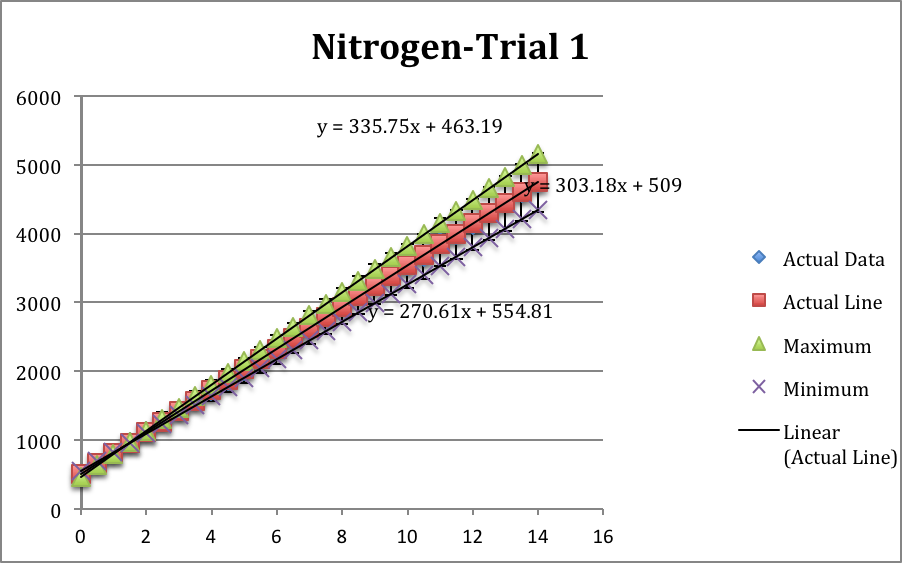 Nitrogen-Trial 1
6000
5000
4000
3000
2000
1000
0
y = 335.75x + 463.19
y = 303.18x + 509
y = 270.61x + 554.81
0 2 4 6 8 10 12 14 16
Actual Data
Actual Line
Maximum
Minimum
Linear
(Actual Line)